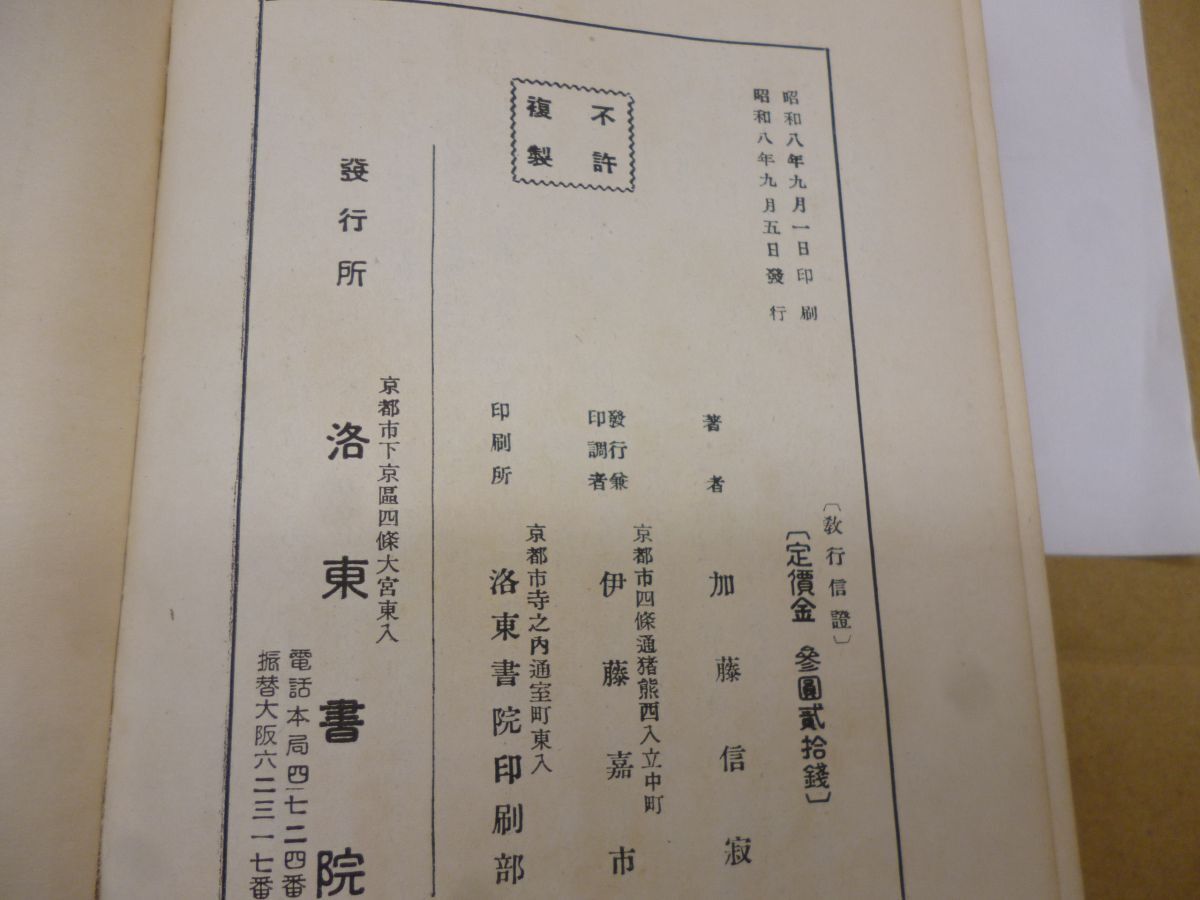 昭和八年九月一日印刷
昭和八年九月五日發行
不許
複製
〔教行信證〕
〔定價金 參圓貳拾錢〕
著者 加藤信寂
發行兼
印調者
京都市四條通猪熊西入立中町
伊藤嘉市
印刷所
京都市寺之內通室町東入
洛東書院印刷部
發行所
京都市下京區四條大宮東入
洛東書院
電話本局四七二四番
振替大阪六二三一七番